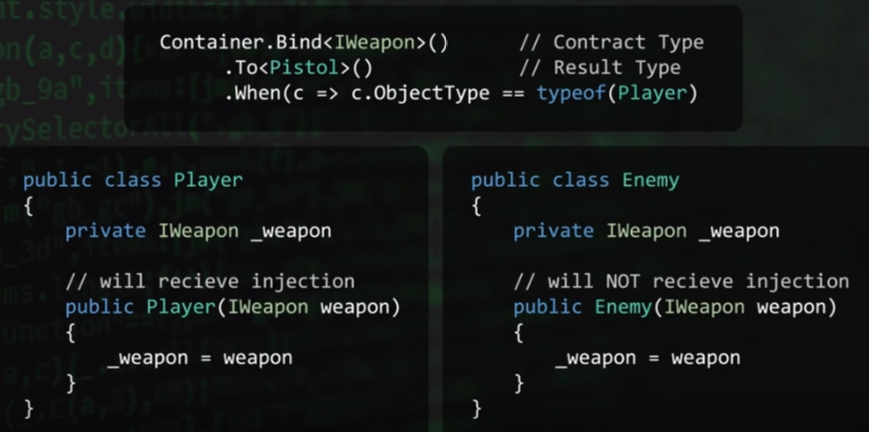 Container.Bind<IWeapon>() // Contract Type
.To<Pistol>() // Result Type
.When(c => c.ObjectType == typeof(Player)
public class Player
{
private IWeapon _weapon
// will recieve injection
public Player(IWeapon weapon)
{
_weapon = weapon
}
}
public class Enemy
{
private IWeapon _weapon
// will NOT recieve injection
public Enemy(IWeapon weapon)
{
_weapon = weapon
}
}